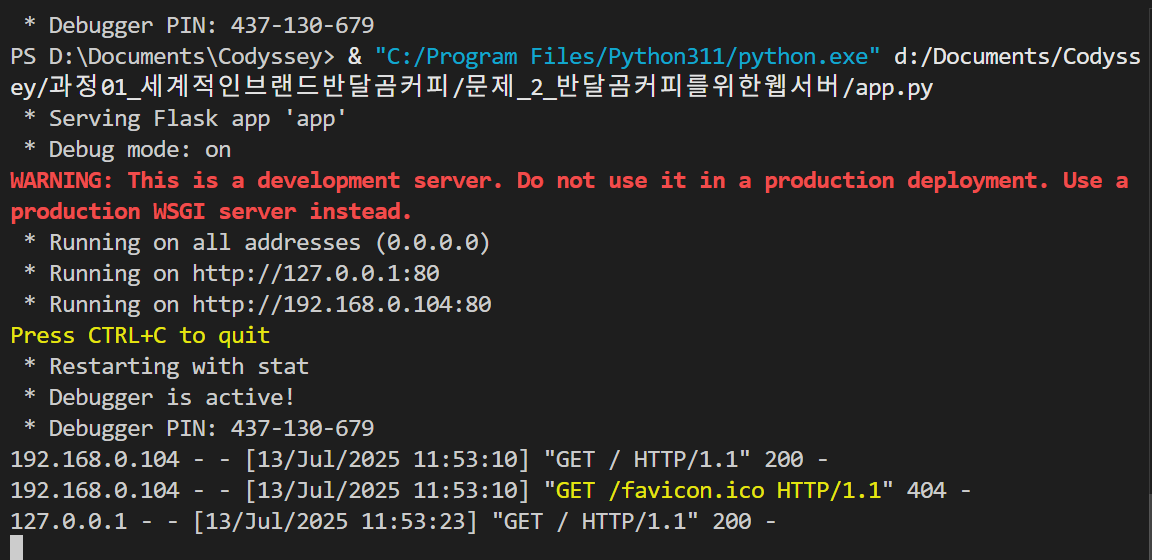 * Debugger PIN: 437-130-679
PS D:\Documents\Codyssey> & "C:/Program Files/Python311/python.exe" d:/Documents/Codyss
ey/과정01_세계적인브랜드반달곰커피/문제_2_반달곰커피를위한웹서버/app.py
 * Serving Flask app 'app'
 * Debug mode: on
WARNING: This is a development server. Do not use it in a production deployment. Use a
production WSGI server instead.
 * Running on all addresses (0.0.0.0)
 * Running on http://127.0.0.1:80
 * Running on http://192.168.0.104:80
Press CTRL+C to quit
 * Restarting with stat
 * Debugger is active!
 * Debugger PIN: 437-130-679
192.168.0.104 - - [13/Jul/2025 11:53:10] "GET / HTTP/1.1" 200 -
192.168.0.104 - - [13/Jul/2025 11:53:10] "GET /favicon.ico HTTP/1.1" 404 -
127.0.0.1 - - [13/Jul/2025 11:53:23] "GET / HTTP/1.1" 200 -